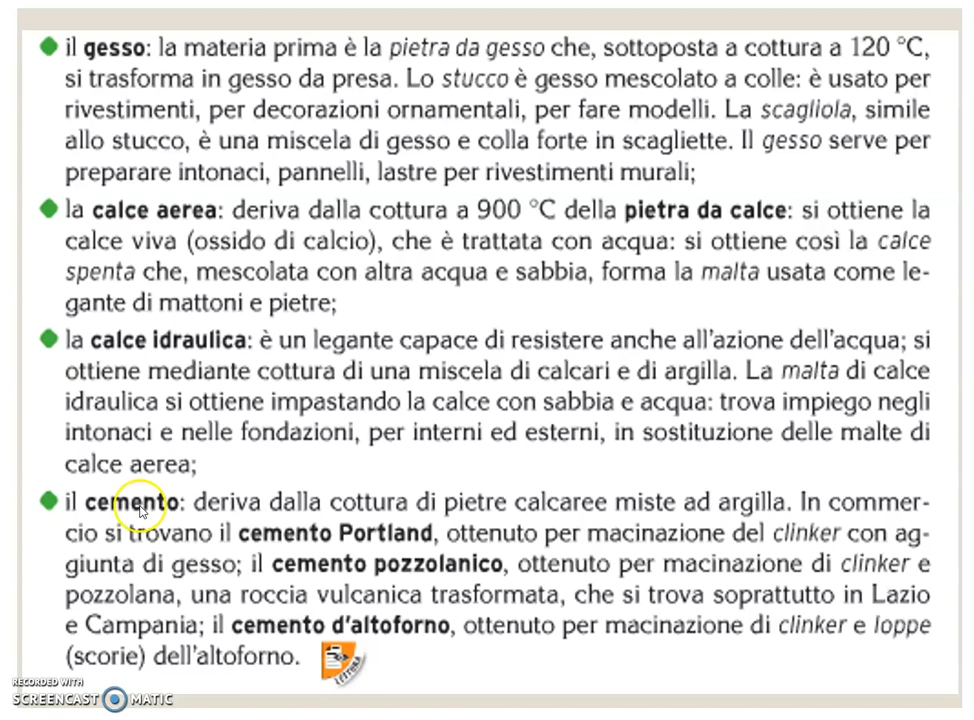 il gesso: la materia prima è la pietra da gesso che, sottoposta a cottura a 120 °C,
si trasforma in gesso da presa. Lo stucco è gesso mescolato a colle: è usato per
rivestimenti, per decorazioni ornamentali, per fare modelli. La scagliola, simile
allo stucco, è una miscela di gesso e colla forte in scagliette. Il gesso serve per
preparare intonaci, pannelli, lastre per rivestimenti murali;
la calce aerea: deriva dalla cottura a 900 °C della pietra da calce: si ottiene la
calce viva (ossido di calcio), che è trattata con acqua: si ottiene così la calce
spenta che, mescolata con altra acqua e sabbia, forma la malta usata come le-
gante di mattoni e pietre;
la calce idraulica: è un legante capace di resistere anche all'azione dell'acqua; si
ottiene mediante cottura di una miscela di calcari e di argilla. La malta di calce
idraulica si ottiene impastando la calce con sabbia e acqua: trova impiego negli
intonaci e nelle fondazioni, per interni ed esterni, in sostituzione delle malte di
calce aerea;
il cemento: deriva dalla cottura di pietre calcaree miste ad argilla. In commer-
cio si trovano il cemento Portland, ottenuto per macinazione del clinker con ag-
giunta di gesso; il cemento pozzolanico, ottenuto per macinazione di clinker e
pozzolana, una roccia vulcanica trasformata, che si trova soprattutto in Lazio
e Campania; il cemento d'altoforno, ottenuto per macinazione di clinker e loppe
(scorie) dell'altoforno.
LETTURA
RECORDED WITH
SCREENCAST MATIC